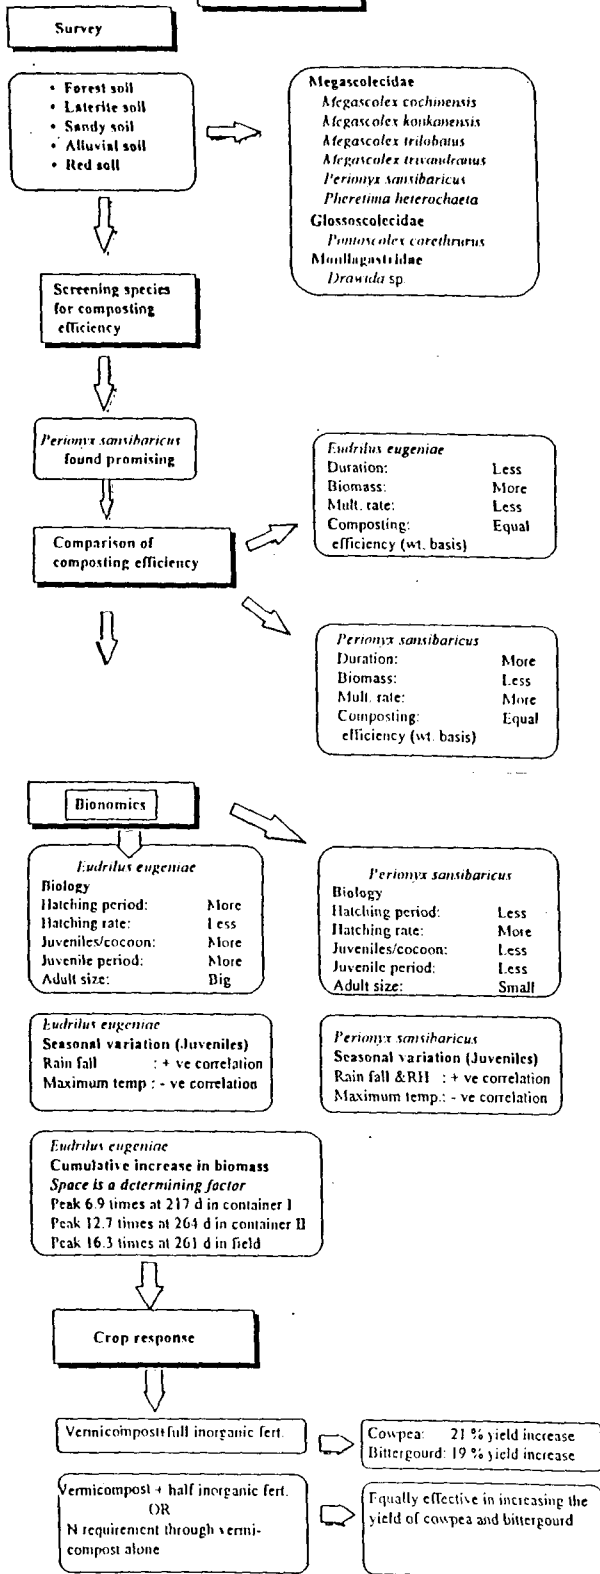 Survey
• Forest soil
• Laterite soil
• Sandy soil
• Alluvial soil
• Red soil
Megascolecidae
Megascolex cochinensis
Megascolex konkanensis
Megascolex trilobatus
Megascolex trivandranus
Perionyx sansibaricus
Pheretima heterochaeta
Glossoscolecidae
Pontoscolex corethrurus
Moniligastridae
Drawida sp.
Screening species
for composting
efficiency
Perionyx sansibaricus
found promising
Comparison of
composting efficiency
Eudrilus eugeniae
Duration: Less
Biomass: More
Mult. rate: Less
Composting: Equal
efficiency (wt. basis)
Perionyx sansibaricus
Duration: More
Biomass: Less
Mult. rate: More
Composting: Equal
efficiency (wt. basis)
Bionomics
Eudrilus eugeniae
Biology
Hatching period: More
Hatching rate: Less
Juveniles/cocoon: More
Juvenile period: More
Adult size: Big
Perionyx sansibaricus
Biology
Hatching period: Less
Hatching rate: More
Juveniles/cocoon: Less
Juvenile period: Less
Adult size: Small
Eudrilus eugeniae
Seasonal variation (Juveniles)
Rain fall : + ve correlation
Maximum temp : - ve correlation
Perionyx sansibaricus
Seasonal variation (Juveniles)
Rain fall &RH : + ve correlation
Maximum temp.: - ve correlation
Eudrilus eugeniae
Cumulative increase in biomass
Space is a determining factor
Peak 6.9 times at 217 d in container I
Peak 12.7 times at 264 d in container II
Peak 16.3 times at 261 d in field
Crop response
Vermicompost+full inorganic fert.
Cowpea: 21 % yield increase
Bittergourd: 19 % yield increase
Vermicompost + half inorganic fert.
OR
N requirement through vermi-
compost alone
Equally effective in increasing the
yield of cowpea and bittergourd